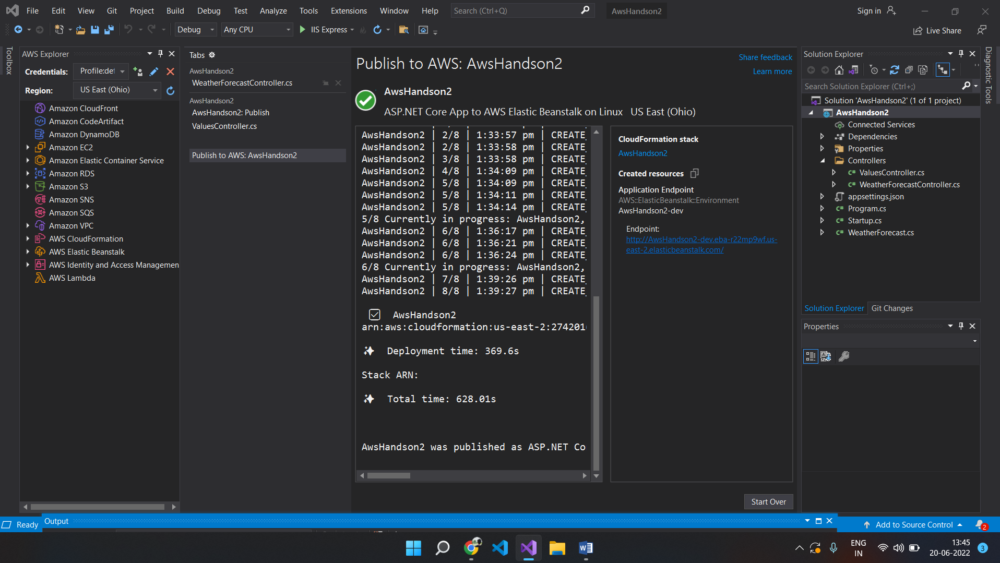 File Edit View Git Project Build Debug Test Analyze Tools Extensions Window Help Search (Ctrl+Q) AwsHandson2 Sign in
Debug Any CPU IIS Express Live Share
Toolbox
AWS Explorer
Credentials: Profile:def
Region: US East (Ohio)
Amazon CloudFront
Amazon CodeArtifact
Amazon DynamoDB
Amazon EC2
Amazon Elastic Container Service
Amazon RDS
Amazon S3
Amazon SNS
Amazon SQS
Amazon VPC
AWS CloudFormation
AWS Elastic Beanstalk
AWS Identity and Access Managemen
AWS Lambda
Tabs
AwsHandson2
WeatherForecastController.cs
AwsHandson2
AwsHandson2: Publish
ValuesController.cs
Publish to AWS: AwsHandson2
Publish to AWS: AwsHandson2
Share feedback
Learn more
AwsHandson2
ASP.NET Core App to AWS Elastic Beanstalk on Linux US East (Ohio)
AwsHandson2 | 2/8 | 1:33:57 pm | CREATE_
AwsHandson2 | 2/8 | 1:33:58 pm | CREATE_
AwsHandson2 | 3/8 | 1:33:58 pm | CREATE_
AwsHandson2 | 4/8 | 1:34:09 pm | CREATE_
AwsHandson2 | 5/8 | 1:34:09 pm | CREATE_
AwsHandson2 | 5/8 | 1:34:11 pm | CREATE_
AwsHandson2 | 5/8 | 1:34:14 pm | CREATE_
5/8 Currently in progress: AwsHandson2,
AwsHandson2 | 6/8 | 1:36:17 pm | CREATE_
AwsHandson2 | 6/8 | 1:36:21 pm | CREATE_
AwsHandson2 | 6/8 | 1:36:24 pm | CREATE_
6/8 Currently in progress: AwsHandson2,
AwsHandson2 | 7/8 | 1:39:26 pm | CREATE_
AwsHandson2 | 8/8 | 1:39:27 pm | CREATE_
AwsHandson2
arn:aws:cloudformation:us-east-2:274201
Deployment time: 369.6s
Stack ARN:
Total time: 628.01s
AwsHandson2 was published as ASP.NET Co
CloudFormation stack
AwsHandson2
Created resources
Application Endpoint
AWS::ElasticBeanstalk::Environment
AwsHandson2-dev
Endpoint:
http://AwsHandson2-dev.eba-r22mp9wf.us-
east-2.elasticbeanstalk.com/
Start Over
Solution Explorer
Search Solution Explorer (Ctrl+;)
Solution 'AwsHandson2' (1 of 1 project)
AwsHandson2
Connected Services
Dependencies
Properties
Controllers
C# ValuesController.cs
C# WeatherForecastController.cs
appsettings.json
C# Program.cs
C# Startup.cs
C# WeatherForecast.cs
Solution Explorer Git Changes
Properties
Diagnostic Tools
Ready Output Add to Source Control 2
ENG
IN
13:45
20-06-2022
3